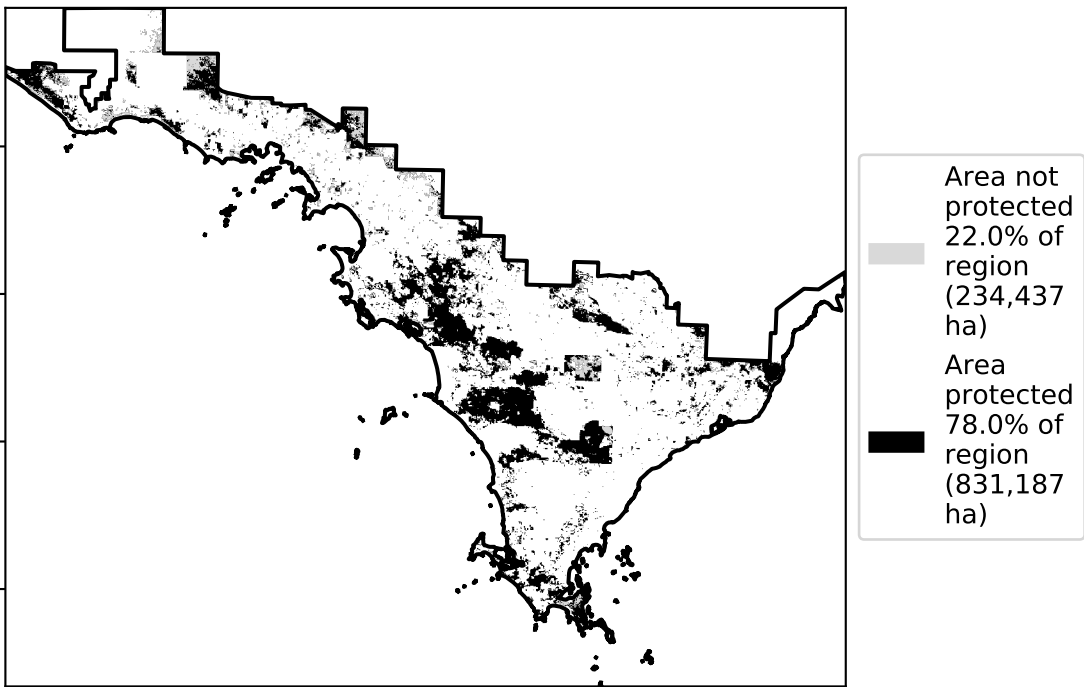 Area not
protected
22.0% of
region
(234,437
ha)
Area
protected
78.0% of
region
(831,187
ha)